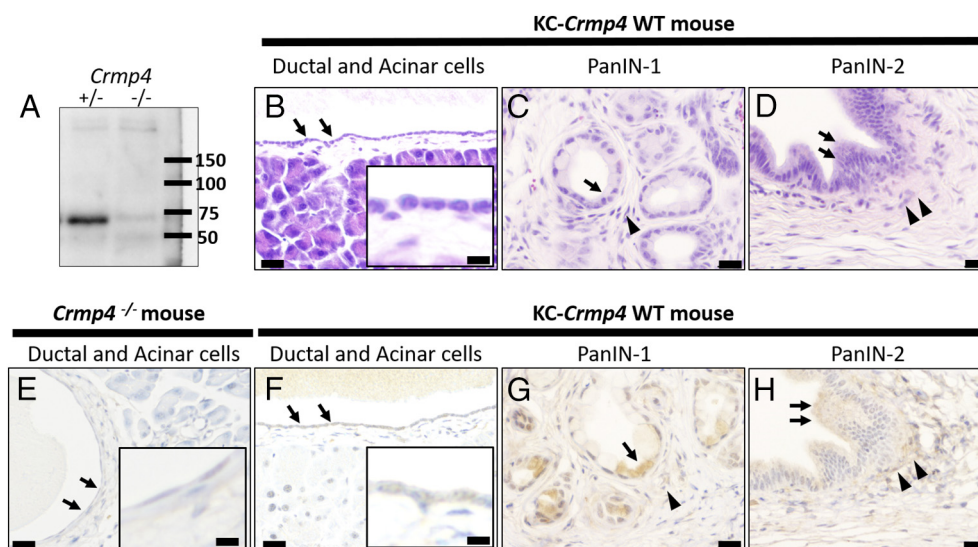 KC-Crmp4 WT mouse
Crmp4
+/- -/-
Ductal and Acinar cells
PanIN-1
PanIN-2
A
B
C
D
150
100
75
50
Crmp4 -/- mouse
KC-Crmp4 WT mouse
Ductal and Acinar cells
Ductal and Acinar cells
PanIN-1
PanIN-2
E
F
G
H